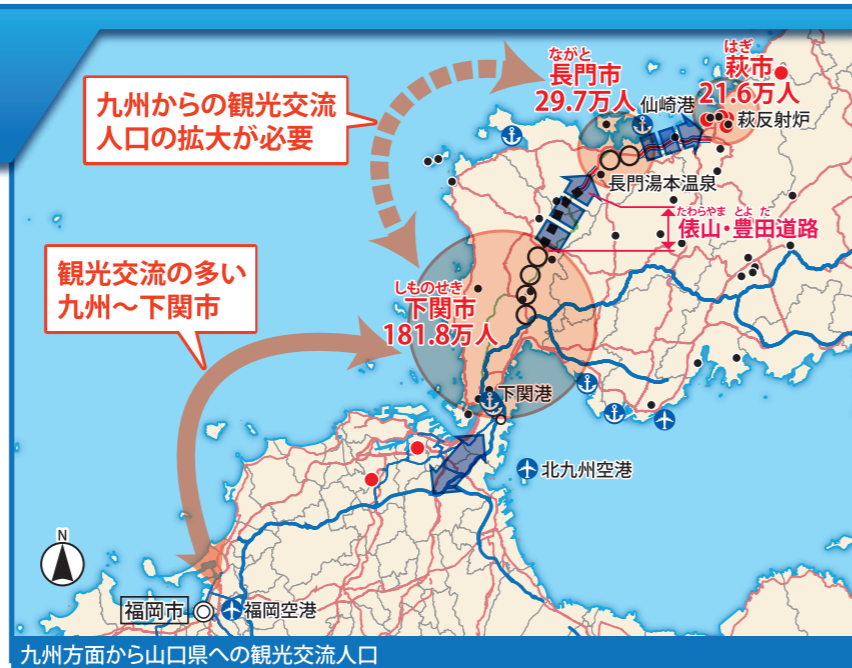 九州からの観光交流
人口の拡大が必要
ながと
長門市
29.7万人
はぎ
萩市
21.6万人
仙崎港
萩反射炉
長門湯本温泉
たわらやま とよ だ
俵山・豊田道路
観光交流の多い
九州～下関市
しものせき
下関市
181.8万人
下関港
北九州空港
N
福岡市
福岡空港
九州方面から山口県への観光交流人口